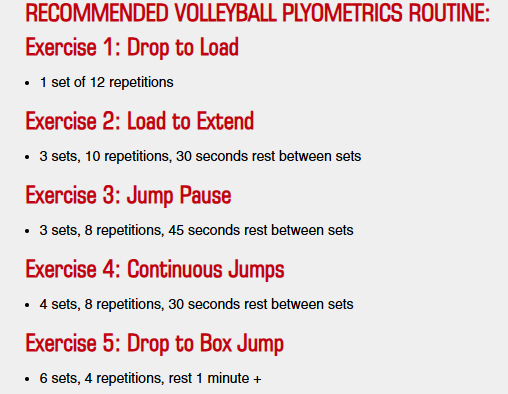 RECOMMENDED VOLLEYBALL PLYOMETRICS ROUTINE:
Exercise 1: Drop to Load
• 1 set of 12 repetitions
Exercise 2: Load to Extend
• 3 sets, 10 repetitions, 30 seconds rest between sets
Exercise 3: Jump Pause
• 3 sets, 8 repetitions, 45 seconds rest between sets
Exercise 4: Continuous Jumps
• 4 sets, 8 repetitions, 30 seconds rest between sets
Exercise 5: Drop to Box Jump
• 6 sets, 4 repetitions, rest 1 minute +